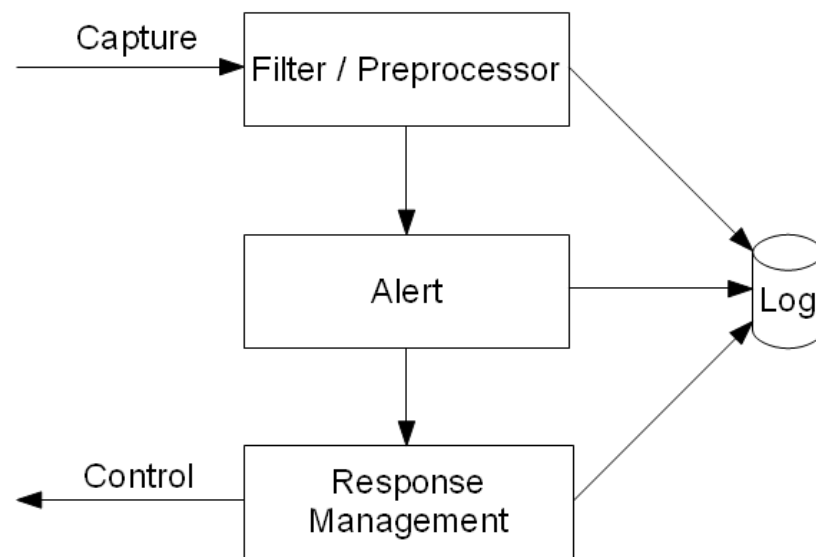 Capture
Filter / Preprocessor
Alert
Log
Control
Response
Management